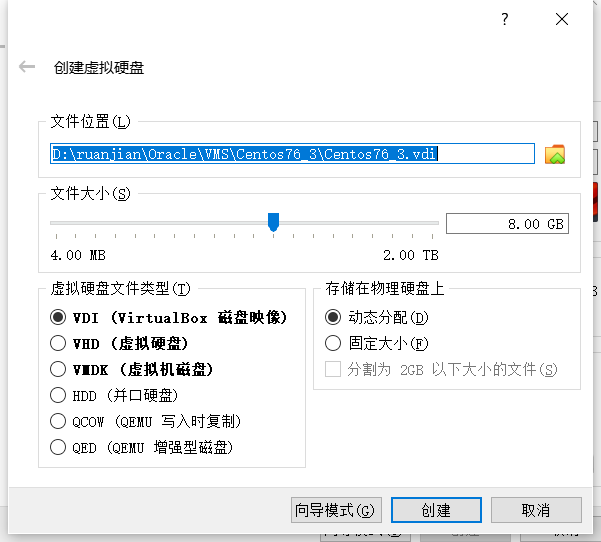 ?
创建虚拟硬盘
文件位置(L)
D:\ruanjian\Oracle\VMS\Centos76_3\Centos76_3.vdi
文件大小(S)
8.00 GB
4.00 MB 2.00 TB
虚拟硬盘文件类型(T)
VDI (VirtualBox 磁盘映像)
VHD (虚拟硬盘)
VMDK (虚拟机磁盘)
HDD (并口硬盘)
QCOW (QEMU 写入时复制)
QED (QEMU 增强型磁盘)
存储在物理硬盘上
动态分配(D)
固定大小(F)
分割为 2GB 以下大小的文件(S)
向导模式(G) 创建 取消